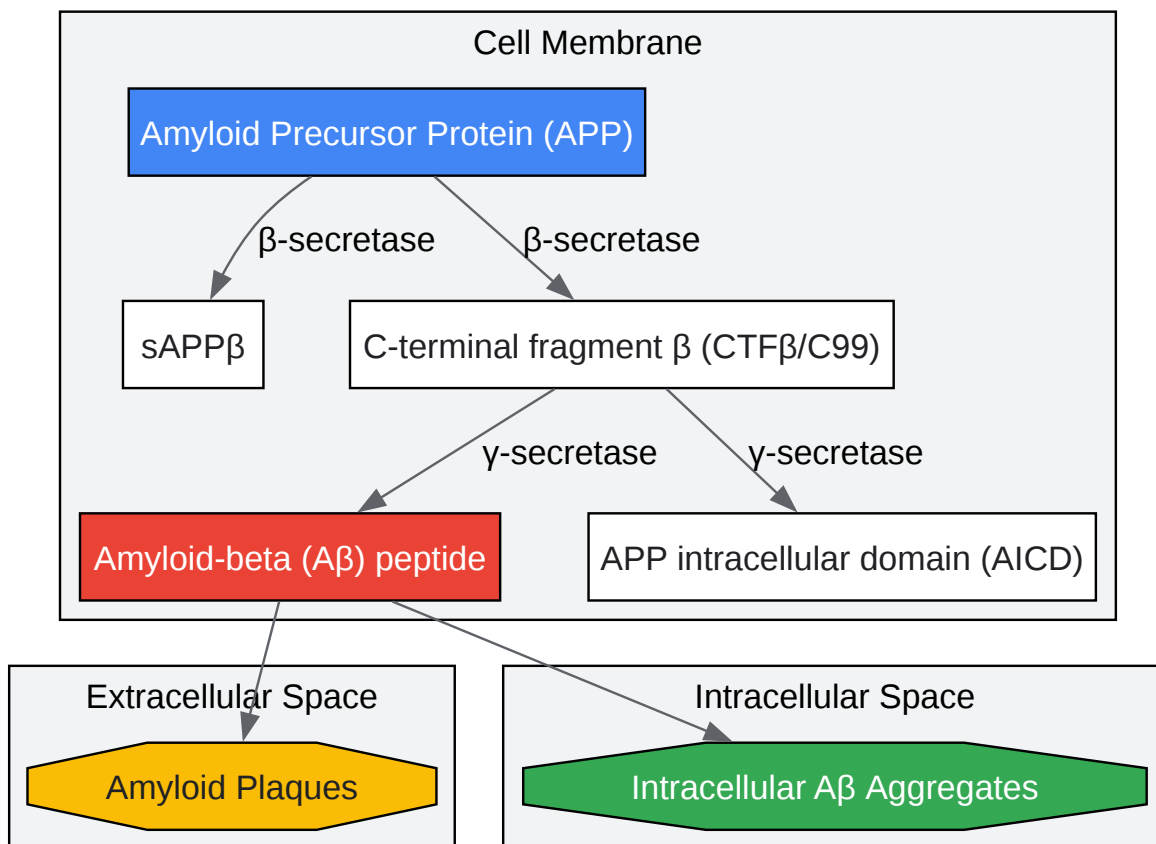 Cell Membrane
Amyloid Precursor Protein (APP)
β-secretase
β-secretase
sAPPβ
C-terminal fragment β (CTFβ/C99)
γ-secretase
γ-secretase
Amyloid-beta (Aβ) peptide
APP intracellular domain (AICD)
Extracellular Space
Intracellular Space
Amyloid Plaques
Intracellular Aβ Aggregates